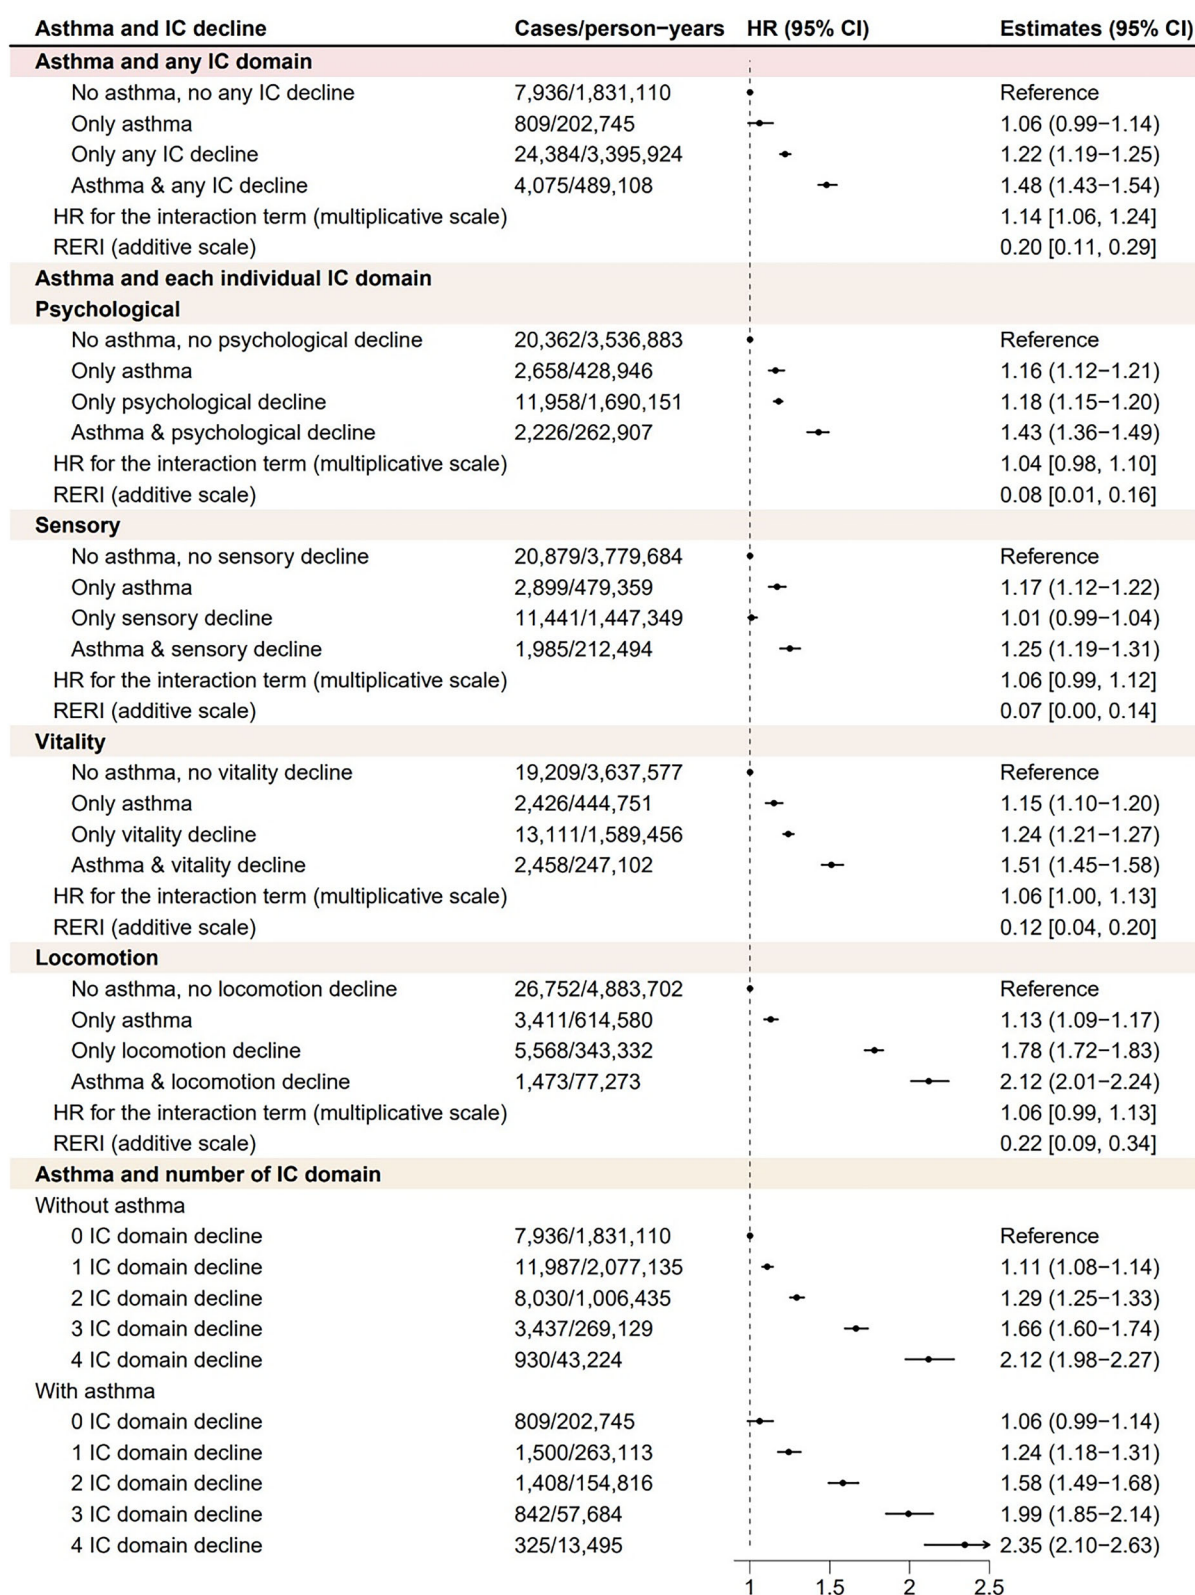 Asthma and IC decline Cases/person−years HR (95% CI) Estimates (95% CI)
Asthma and any IC domain
No asthma, no any IC decline 7,936/1,831,110 Reference
Only asthma 809/202,745 1.06 (0.99−1.14)
Only any IC decline 24,384/3,395,924 1.22 (1.19−1.25)
Asthma & any IC decline 4,075/489,108 1.48 (1.43−1.54)
HR for the interaction term (multiplicative scale) 1.14 [1.06, 1.24]
RERI (additive scale) 0.20 [0.11, 0.29]
Asthma and each individual IC domain
Psychological
No asthma, no psychological decline 20,362/3,536,883 Reference
Only asthma 2,658/428,946 1.16 (1.12−1.21)
Only psychological decline 11,958/1,690,151 1.18 (1.15−1.20)
Asthma & psychological decline 2,226/262,907 1.43 (1.36−1.49)
HR for the interaction term (multiplicative scale) 1.04 [0.98, 1.10]
RERI (additive scale) 0.08 [0.01, 0.16]
Sensory
No asthma, no sensory decline 20,879/3,779,684 Reference
Only asthma 2,899/479,359 1.17 (1.12−1.22)
Only sensory decline 11,441/1,447,349 1.01 (0.99−1.04)
Asthma & sensory decline 1,985/212,494 1.25 (1.19−1.31)
HR for the interaction term (multiplicative scale) 1.06 [0.99, 1.12]
RERI (additive scale) 0.07 [0.00, 0.14]
Vitality
No asthma, no vitality decline 19,209/3,637,577 Reference
Only asthma 2,426/444,751 1.15 (1.10−1.20)
Only vitality decline 13,111/1,589,456 1.24 (1.21−1.27)
Asthma & vitality decline 2,458/247,102 1.51 (1.45−1.58)
HR for the interaction term (multiplicative scale) 1.06 [1.00, 1.13]
RERI (additive scale) 0.12 [0.04, 0.20]
Locomotion
No asthma, no locomotion decline 26,752/4,883,702 Reference
Only asthma 3,411/614,580 1.13 (1.09−1.17)
Only locomotion decline 5,568/343,332 1.78 (1.72−1.83)
Asthma & locomotion decline 1,473/77,273 2.12 (2.01−2.24)
HR for the interaction term (multiplicative scale) 1.06 [0.99, 1.13]
RERI (additive scale) 0.22 [0.09, 0.34]
Asthma and number of IC domain
Without asthma
0 IC domain decline 7,936/1,831,110 Reference
1 IC domain decline 11,987/2,077,135 1.11 (1.08−1.14)
2 IC domain decline 8,030/1,006,435 1.29 (1.25−1.33)
3 IC domain decline 3,437/269,129 1.66 (1.60−1.74)
4 IC domain decline 930/43,224 2.12 (1.98−2.27)
With asthma
0 IC domain decline 809/202,745 1.06 (0.99−1.14)
1 IC domain decline 1,500/263,113 1.24 (1.18−1.31)
2 IC domain decline 1,408/154,816 1.58 (1.49−1.68)
3 IC domain decline 842/57,684 1.99 (1.85−2.14)
4 IC domain decline 325/13,495 2.35 (2.10−2.63)
1 1.5 2 2.5